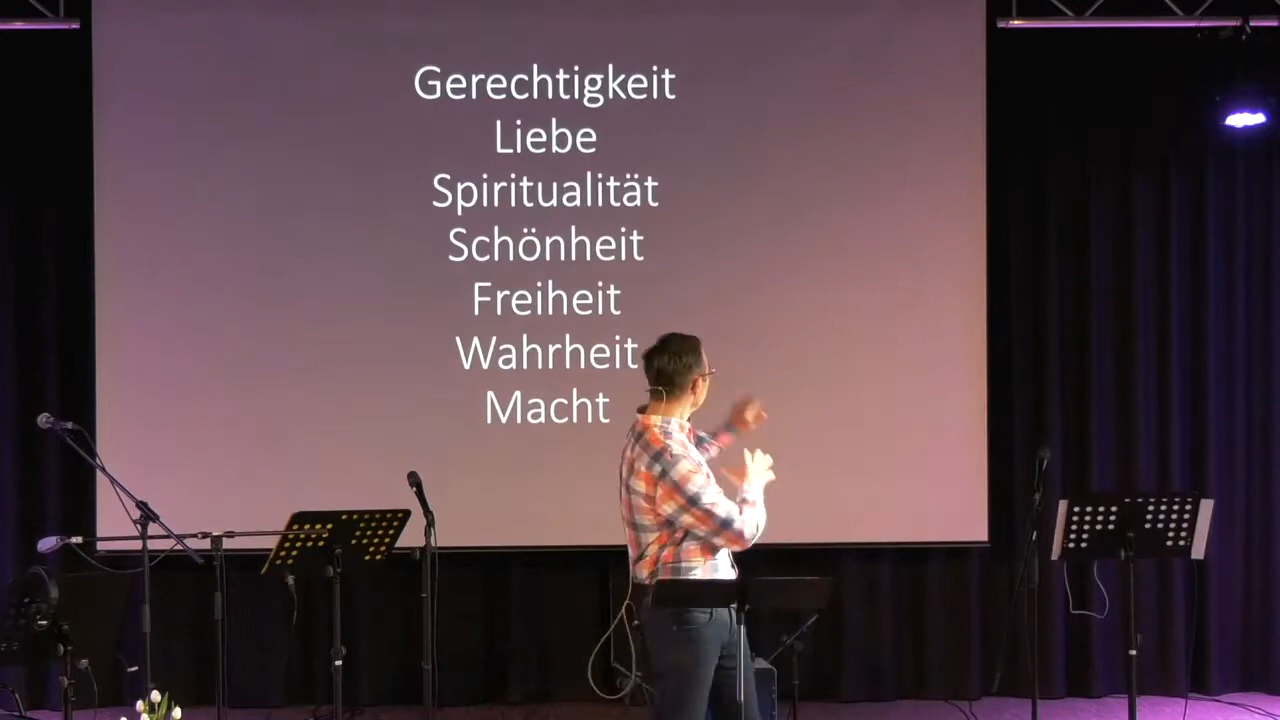 Gerechtigkeit
Liebe
Spiritualität
Schönheit
Freiheit
Wahrheit
Macht